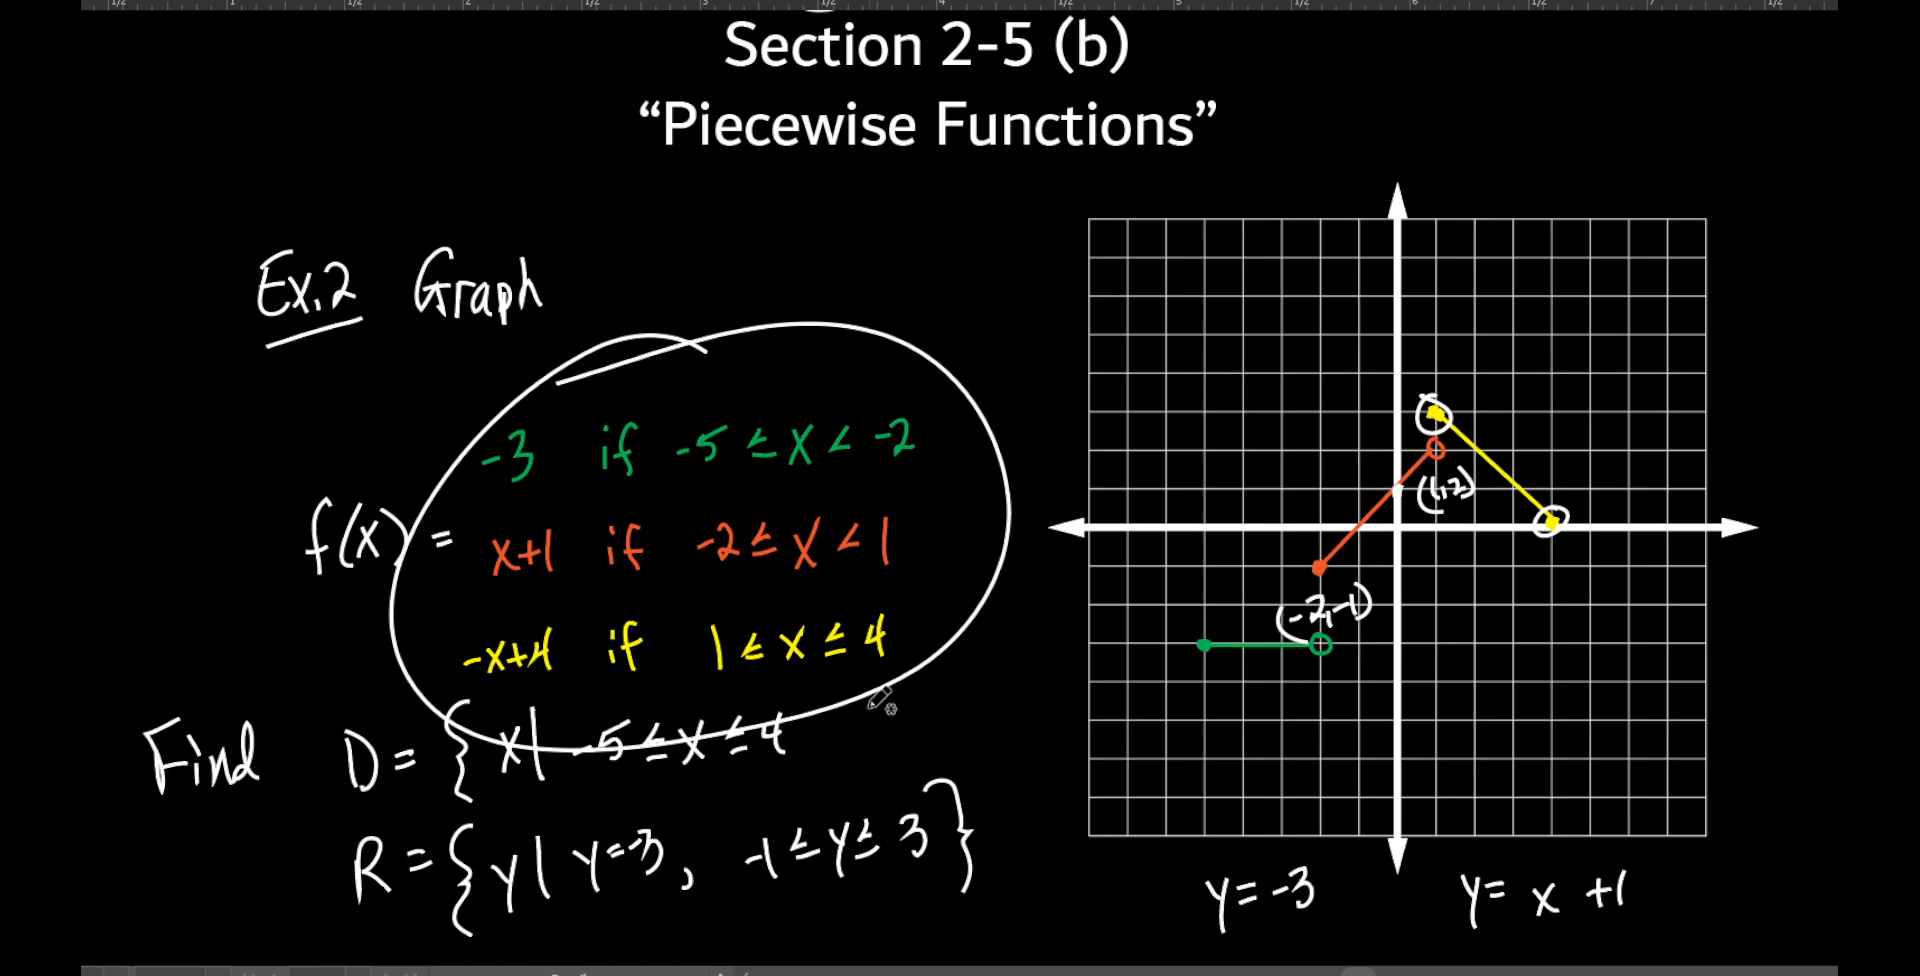 Section 2-5 (b)
“Piecewise Functions”
Ex.2 Graph
-3 if -5 ≤ x < -2
f(x) = x+1 if -2 ≤ x < 1
-x+4 if 1 ≤ x ≤ 4
Find D = { x | -5 ≤ x ≤ 4
R = { y | y=-3, -1 ≤ y ≤ 3 }
(1,2)
(-2,-1)
y = -3
y = x +1